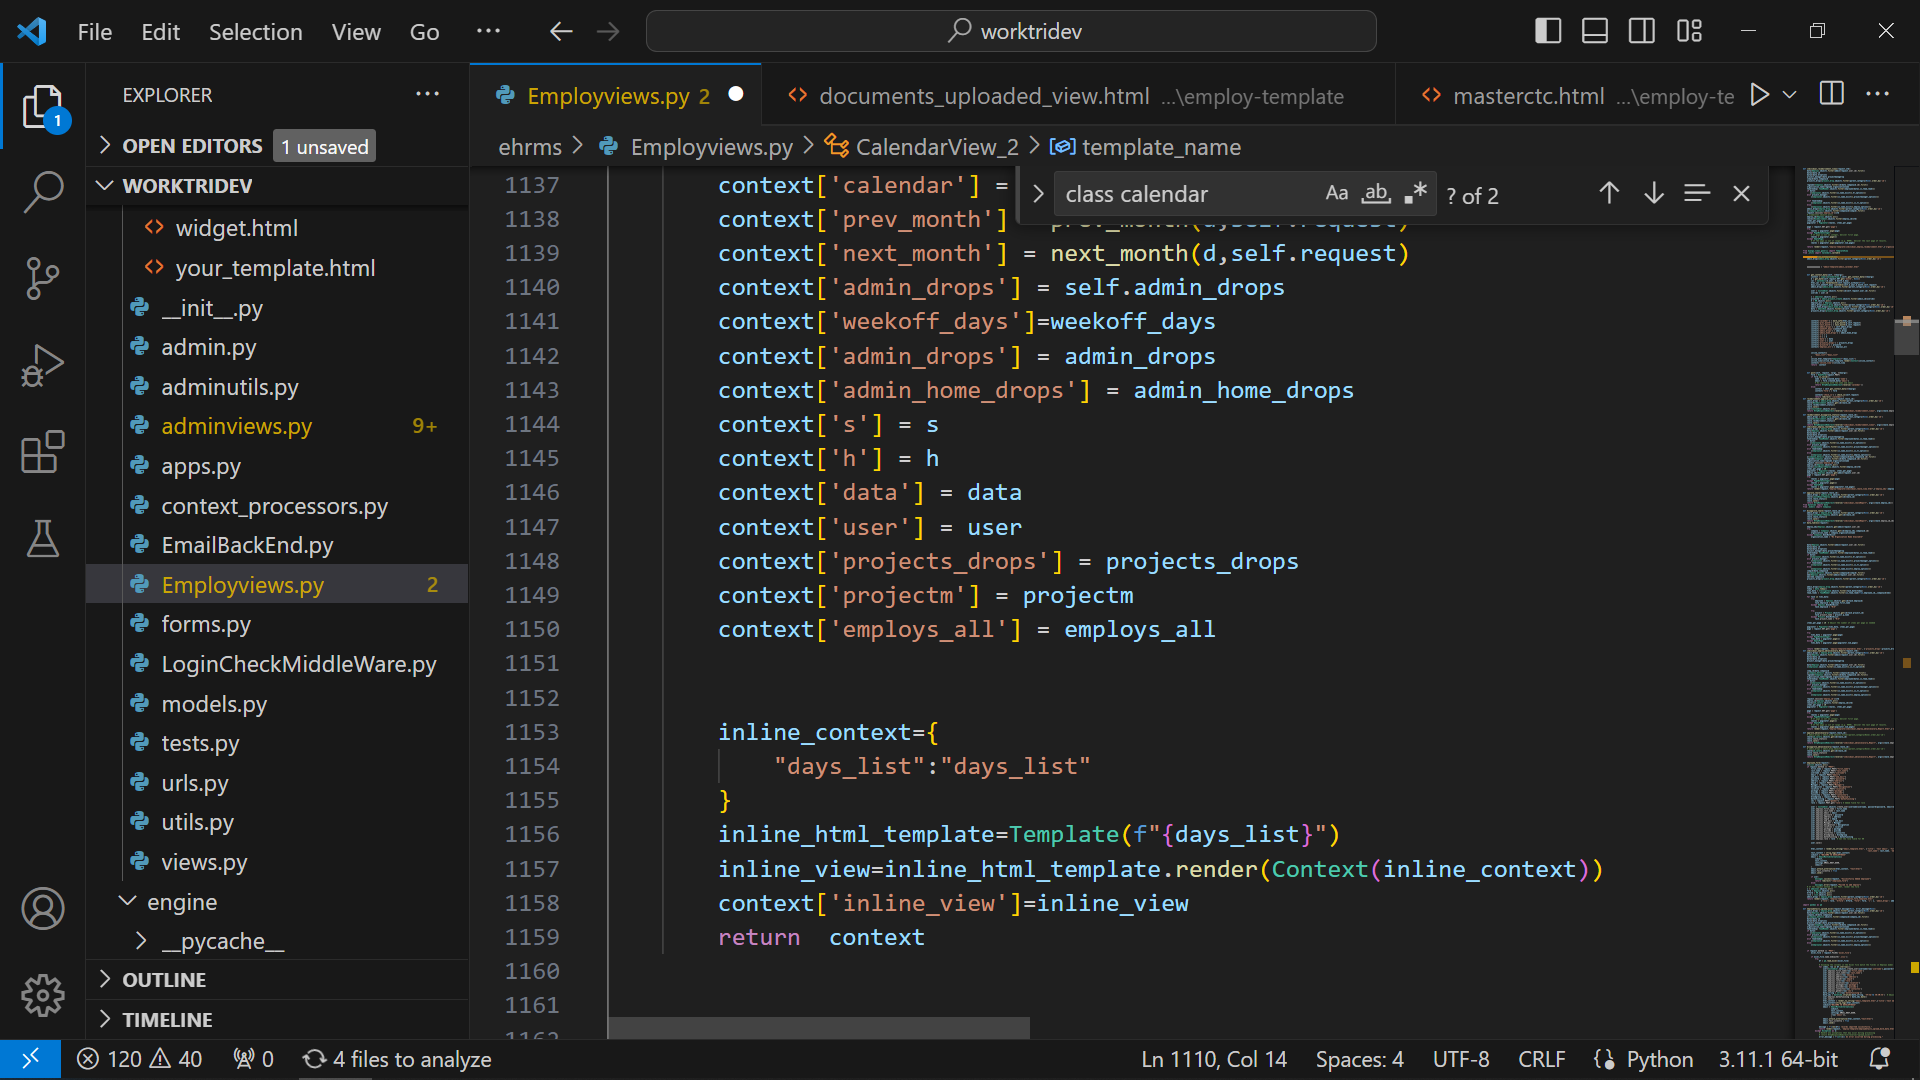 File Edit Selection View Go ··· worktridev
EXPLORER ···
OPEN EDITORS 1 unsaved
WORKTRIDEV
widget.html
your_template.html
__init__.py
admin.py
adminutils.py
adminviews.py 9+
apps.py
context_processors.py
EmailBackEnd.py
Employviews.py 2
forms.py
LoginCheckMiddleWare.py
models.py
tests.py
urls.py
utils.py
views.py
engine
__pycache__
OUTLINE
TIMELINE
1
Employviews.py 2 documents_uploaded_view.html ...\employ-template masterctc.html ...\employ-te
ehrms > Employviews.py > CalendarView_2 > template_name
class calendar Aa ab ? of 2
1137 context['calendar'] =
1138 context['prev_month'] prev_month(d,self.request)
1139 context['next_month'] = next_month(d,self.request)
1140 context['admin_drops'] = self.admin_drops
1141 context['weekoff_days']=weekoff_days
1142 context['admin_drops'] = admin_drops
1143 context['admin_home_drops'] = admin_home_drops
1144 context['s'] = s
1145 context['h'] = h
1146 context['data'] = data
1147 context['user'] = user
1148 context['projects_drops'] = projects_drops
1149 context['projectm'] = projectm
1150 context['employs_all'] = employs_all
1151
1152
1153 inline_context={
1154 "days_list":"days_list"
1155 }
1156 inline_html_template=Template(f"{days_list}")
1157 inline_view=inline_html_template.render(Context(inline_context))
1158 context['inline_view']=inline_view
1159 return  context
1160
1161
1162
120 40 0 4 files to analyze Ln 1110, Col 14 Spaces: 4 UTF-8 CRLF Python 3.11.1 64-bit